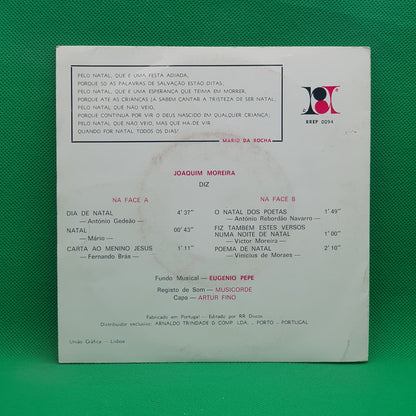 PELO NATAL, QUE É UMA FESTA ADIADA,
PORQUE SÓ AS PALAVRAS DE SALVAÇÃO ESTÃO DITAS;
PELO NATAL, QUE É UMA ESPERANÇA QUE TEIMA EM MORRER,
PORQUE ATÉ AS CRIANÇAS JÁ SABEM CANTAR A TRISTEZA DE SER NATAL;
PELO NATAL QUE NÃO VEIO,
PORQUE CONTINUA POR VIR O DEUS NASCIDO EM QUALQUER CRIANÇA;
PELO NATAL QUE NÃO VEIO, MAS QUE HÁ-DE VIR
QUANDO FOR NATAL TODOS OS DIAS!
MÁRIO DA ROCHA
RREP 0094
JOAQUIM MOREIRA
DIZ
NA FACE A
DIA DE NATAL 4' 37"
— António Gedeão —
NATAL 00' 43"
— Mário —
CARTA AO MENINO JESUS 1' 11"
— Fernando Brás —
NA FACE B
O NATAL DOS POETAS 1' 49"
— António Rebordão Navarro —
FIZ TAMBÉM ESTES VERSOS
NUMA NOITE DE NATAL 1' 00"
— Victor Moreira —
POEMA DE NATAL 2' 10"
— Vinícius de Moraes —
Fundo Musical — EUGENIO PEPE
Registo de Som — MUSICORDE
Capa — ARTUR FINO
Fabricado em Portugal - Editado por RR Discos
Distribuidor exclusivo: ARNALDO TRINDADE & COMP. LDA. - PORTO - PORTUGAL
União Gráfica - Lisboa